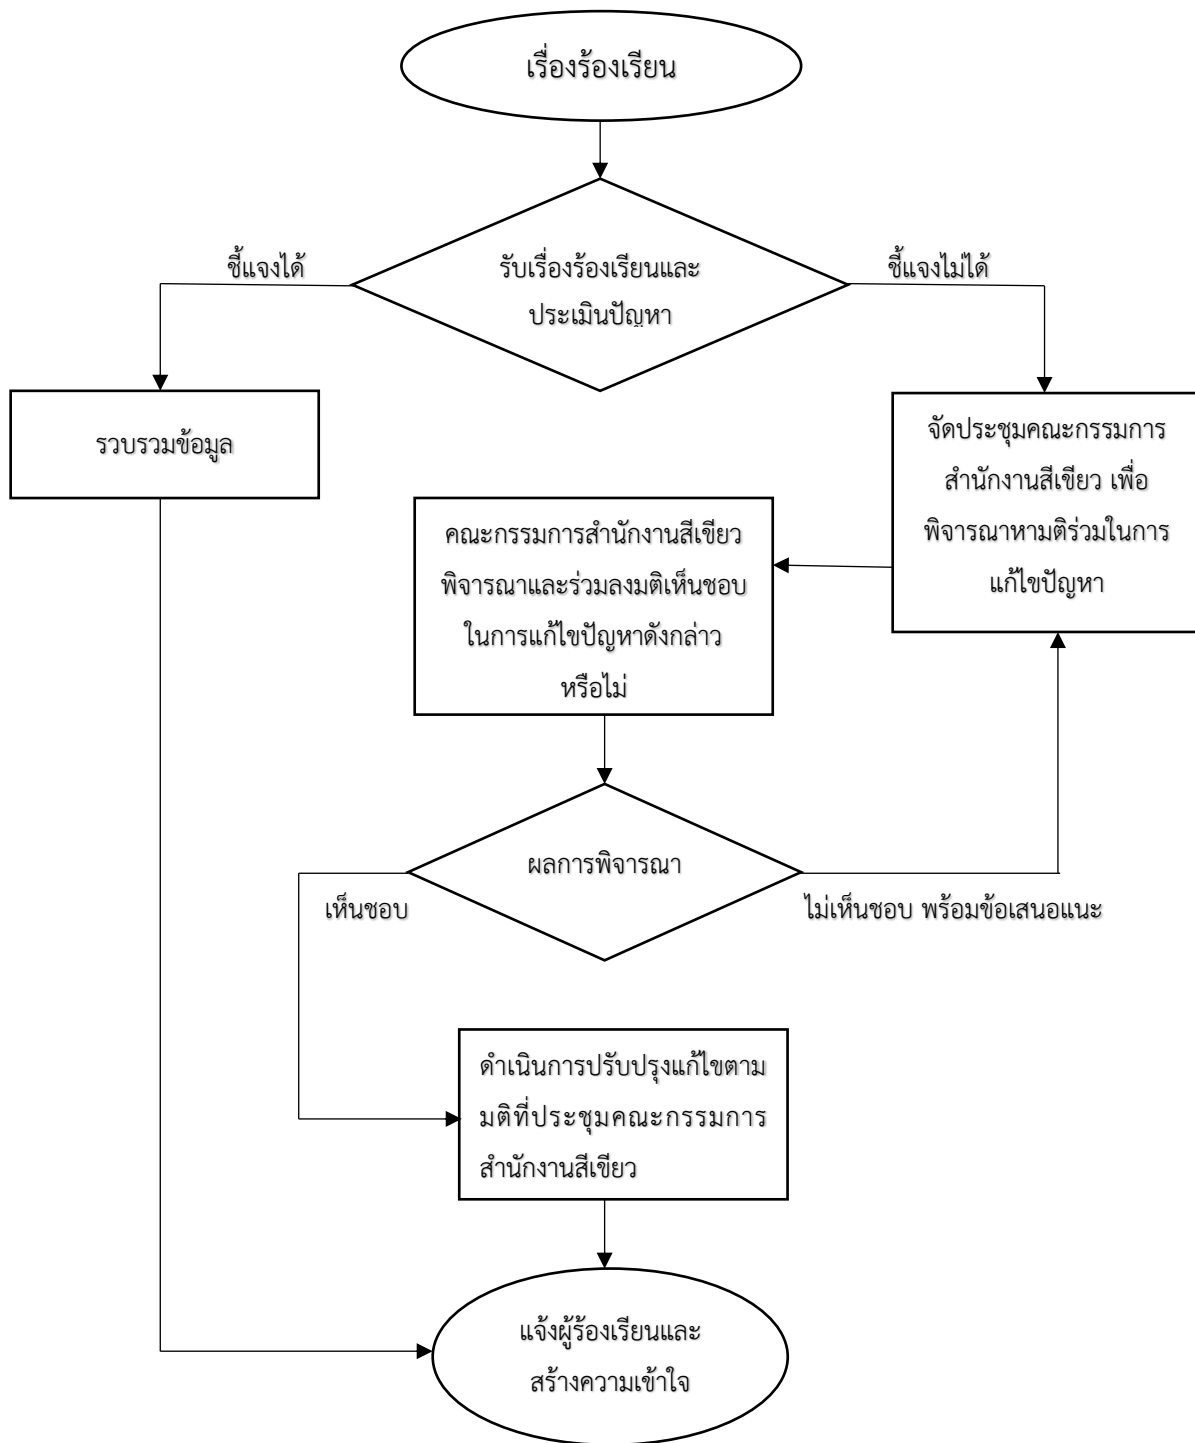 เรื่องร้องเรียน
ชี้แจงได้
รับเรื่องร้องเรียนและ
ประเมินปัญหา
ชี้แจงไม่ได้
รวบรวมข้อมูล
จัดประชุมคณะกรรมการ
สำนักงานสีเขียว เพื่อ
พิจารณาหามติร่วมในการ
แก้ไขปัญหา
คณะกรรมการสำนักงานสีเขียว
พิจารณาและร่วมลงมติเห็นชอบ
ในการแก้ไขปัญหาดังกล่าว
หรือไม่
ผลการพิจารณา
เห็นชอบ
ไม่เห็นชอบ พร้อมข้อเสนอแนะ
ดำเนินการปรับปรุงแก้ไขตาม
มติที่ประชุมคณะกรรมการ
สำนักงานสีเขียว
แจ้งผู้ร้องเรียนและ
สร้างความเข้าใจ